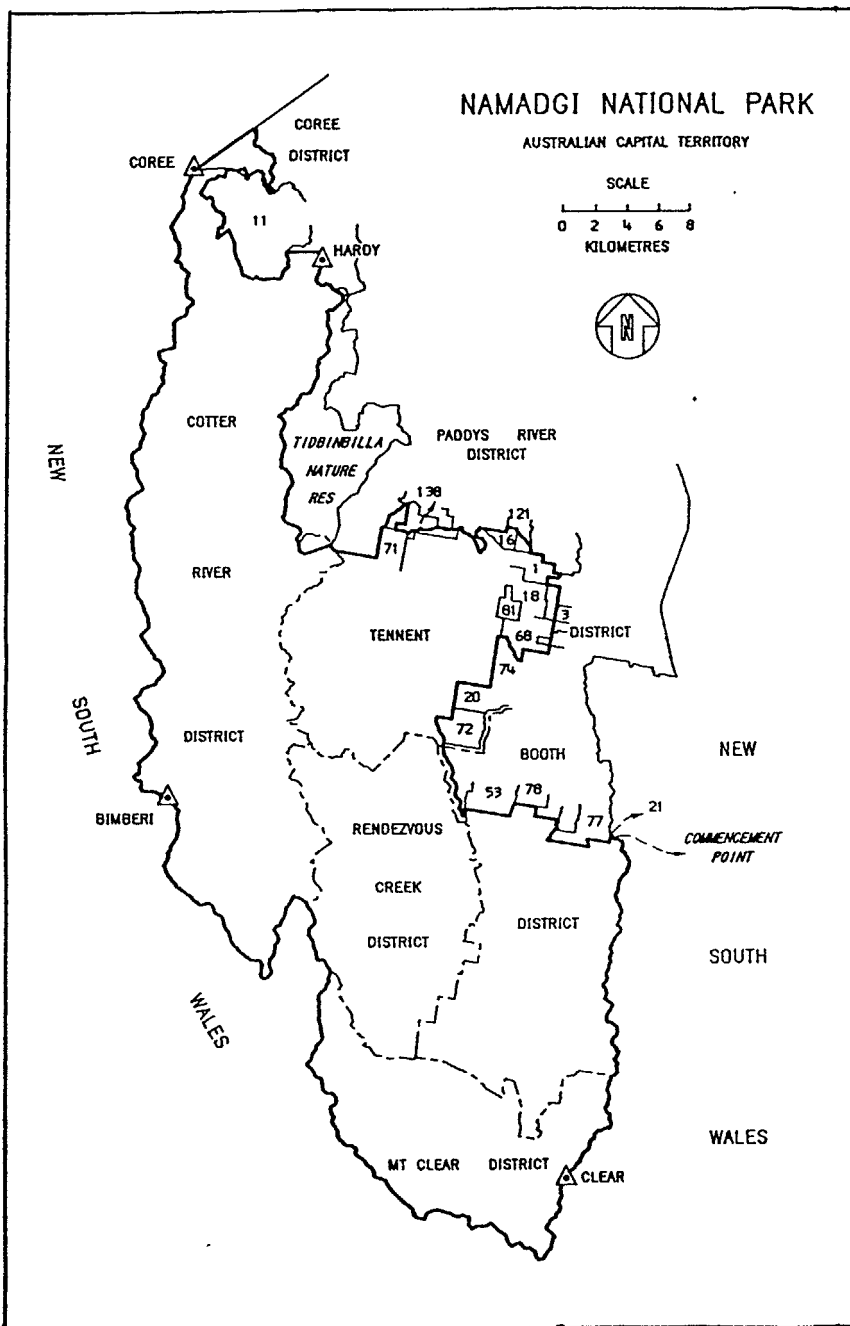 NAMADGI NATIONAL PARK
AUSTRALIAN CAPITAL TERRITORY
SCALE
0 2 4 6 8
KILOMETRES
N
COREE
DISTRICT
COREE
11
HARDY
COTTER
RIVER
DISTRICT
NEW
SOUTH
WALES
TIDBINBILLA
NATURE
RES
PADDYS RIVER
DISTRICT
138
121
16
71
1
18
81
3
68
DISTRICT
TENNENT
74
20
72
BOOTH
NEW
53
78
77
21
COMMENCEMENT
POINT
BIMBERI
RENDEZVOUS
CREEK
DISTRICT
DISTRICT
SOUTH
WALES
MT CLEAR DISTRICT
CLEAR